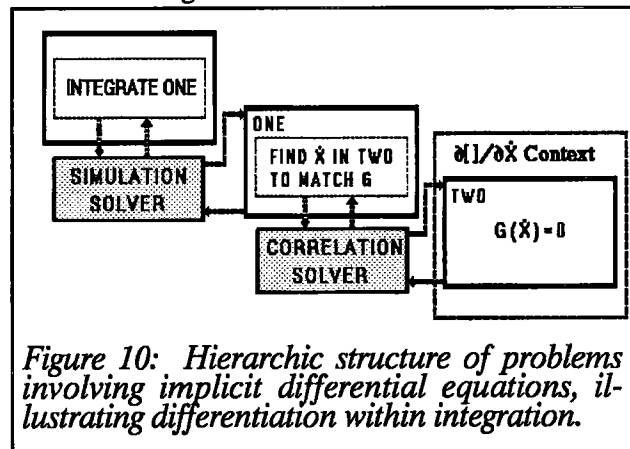 INTEGRATE ONE
SIMULATION
SOLVER
ONE
FIND Ẋ IN TWO
TO MATCH G
CORRELATION
SOLVER
∂[]/∂Ẋ Context
TWO
G(Ẋ)=0
Figure 10: Hierarchic structure of problems
involving implicit differential equations, il-
lustrating differentiation within integration.